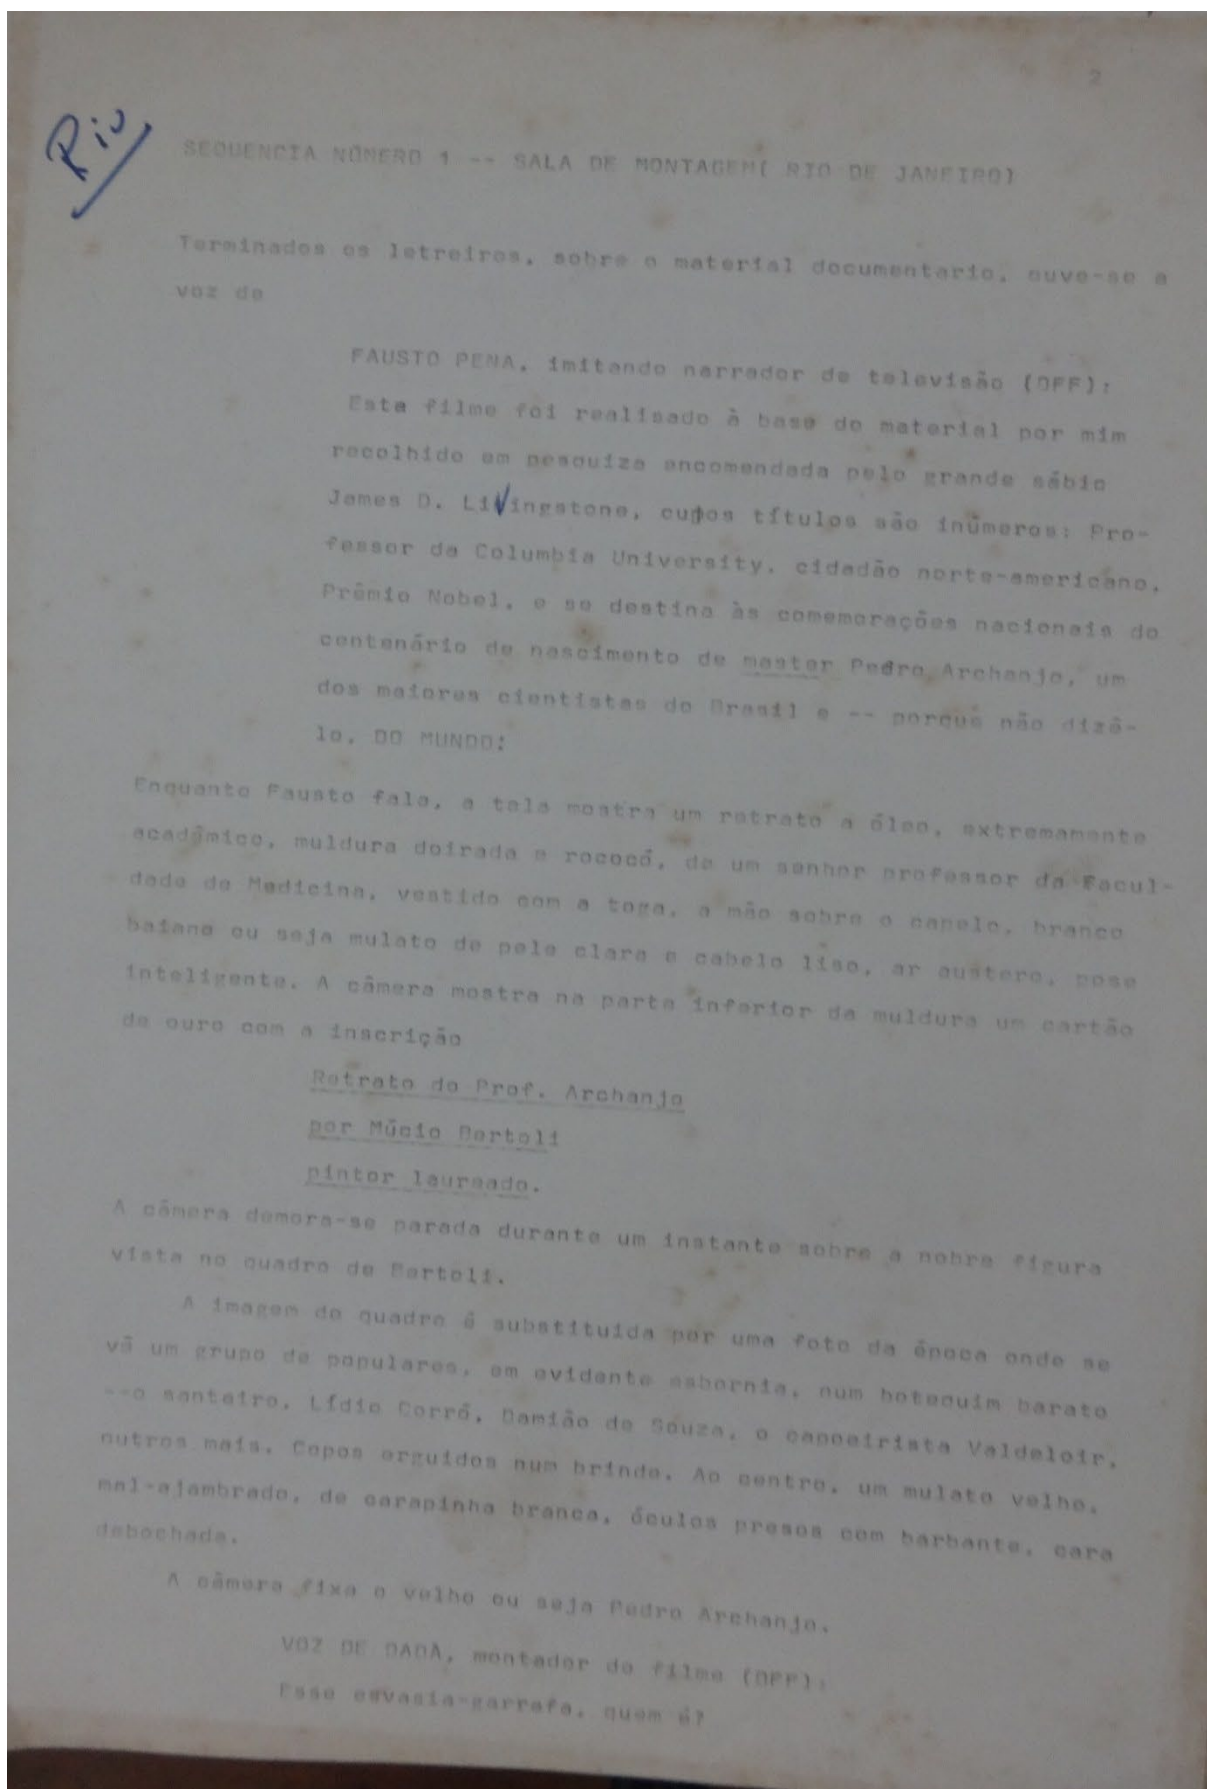 2
Rio
SEQUENCIA NÚMERO 1 -- SALA DE MONTAGEM( RIO DE JANEIRO)
Terminados os letreiros, sobre o material documentario, ouve-se a
voz de
FAUSTO PENA, imitando narrador de televisão (OFF):
Este filme foi realisado à base do material por mim
recolhido em pesquiza encomendada pelo grande sábio
James D. Livingstone, cujos títulos são inúmeros: Pro-
fessor da Columbia University, cidadão norte-americano,
Prêmio Nobel, e se destina às comemorações nacionais do
centenário de nascimento de master Pedro Archanjo, um
dos maiores cientistas do Brasil e -- porque não dizê-
lo, DO MUNDO!
Enquanto Fausto fala, a tela mostra um retrato a óleo, extremamente
acadêmico, muldura doirada e rococó, de um senhor professor da Facul-
dade de Medicina, vestido com a toga, a mão sobre o capelo, branco
baiano ou seja mulato de pele clara e cabelo liso, ar austero, pose
inteligente. A câmera mostra na parte inferior da muldura um cartão
de ouro com a inscrição
Retrato do Prof. Archanjo
por Múcio Bertoli
pintor laureado.
A câmera demora-se parada durante um instante sobre a nobre figura
vista no quadro de Bertoli.
A imagem do quadro é substituida por uma foto da época onde se
vê um grupo de populares, em evidente esbornia, num botequim barato
--o santeiro, Lídio Corró, Damião de Souza, o capoeirista Valdeloir,
outros mais. Copos erguidos num brinde. Ao centro, um mulato velho,
mal-ajambrado, de carapinha branca, óculos presos com barbante, cara
debochada.
A câmera fixa o velho ou seja Pedro Archanjo.
VOZ DE DADÁ, montador do filme (OFF):
Esse esvasia-garrafa, quem é?